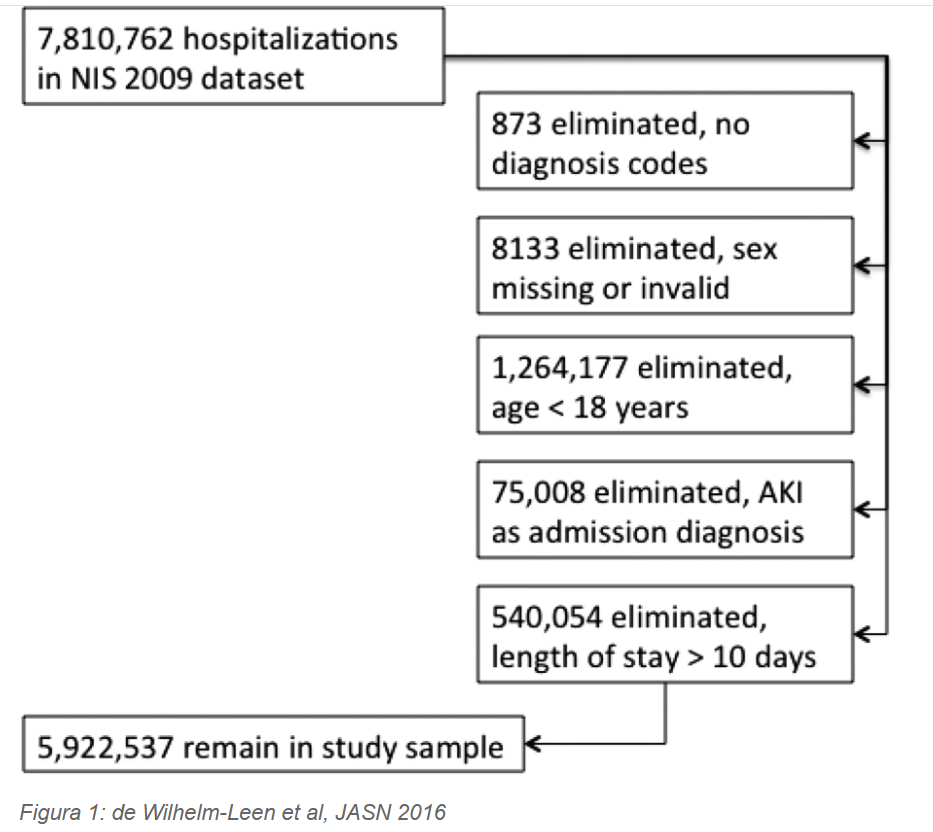 7,810,762 hospitalizations
in NIS 2009 dataset
873 eliminated, no
diagnosis codes
8133 eliminated, sex
missing or invalid
1,264,177 eliminated,
age < 18 years
75,008 eliminated, AKI
as admission diagnosis
540,054 eliminated,
length of stay > 10 days
5,922,537 remain in study sample
Figura 1: de Wilhelm-Leen et al, JASN 2016